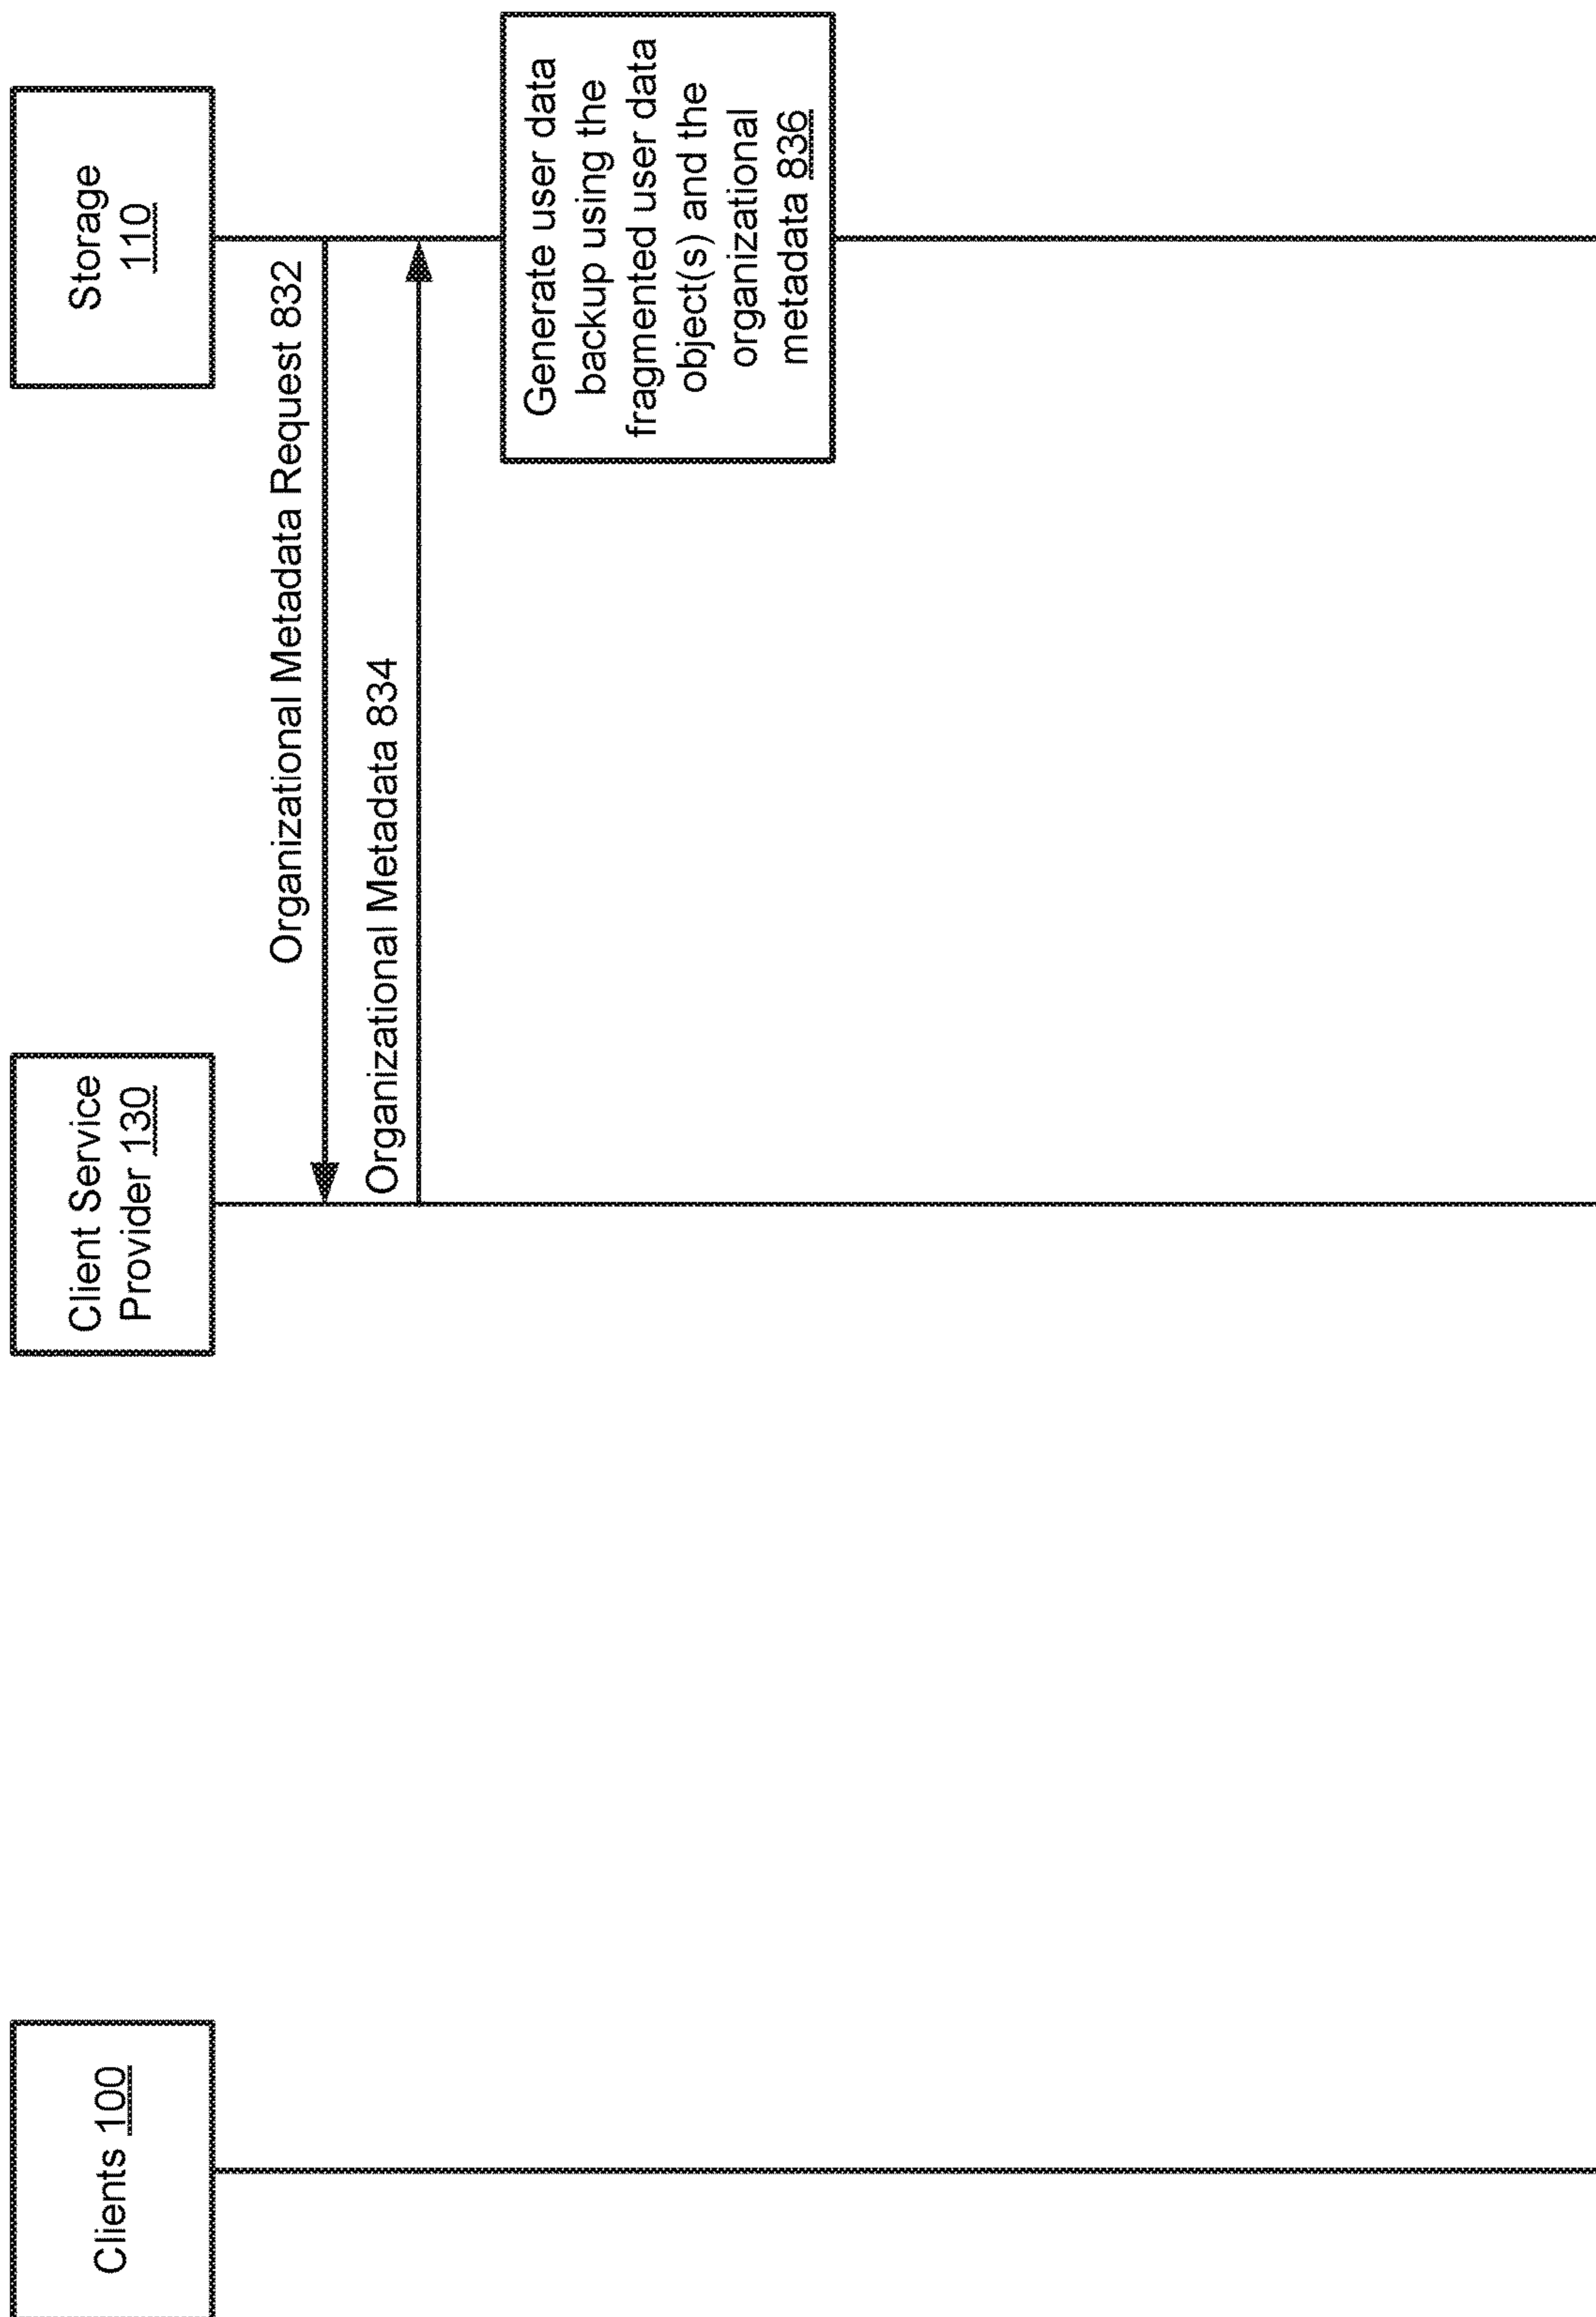 Clients 100
Client Service
Provider 130
Storage
110
Organizational Metadata Request 832
Organizational Metadata 834
Generate user data
backup using the
fragmented user data
object(s) and the
organizational
metadata 836